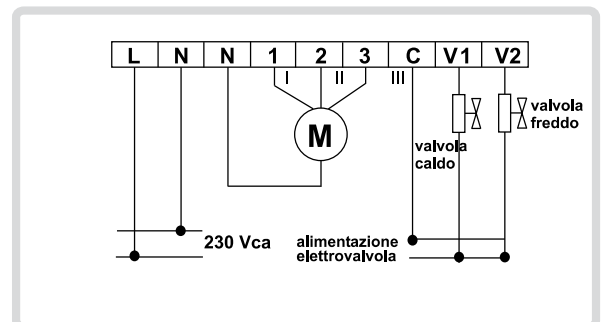 L N N 1 2 3 C V1 V2
I II III
M
valvola
caldo
valvola
freddo
230 Vca
alimentazione
elettrovalvola